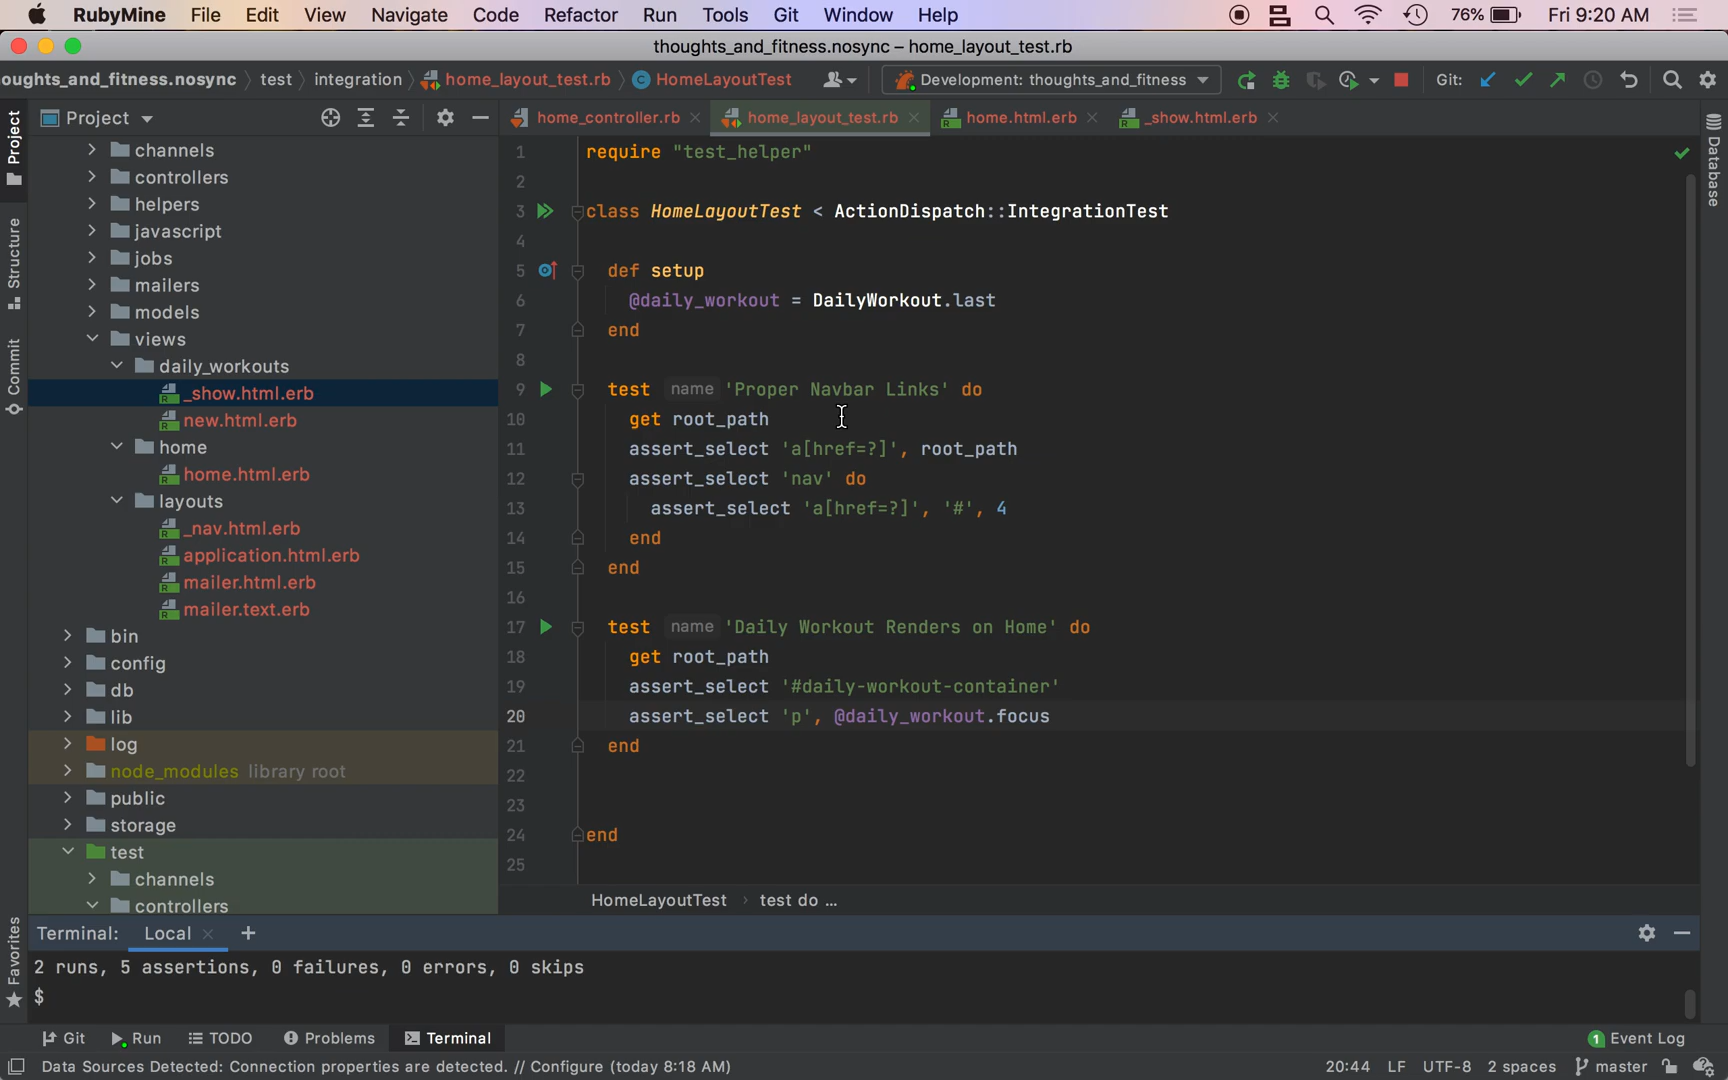 RubyMine File Edit View Navigate Code Refactor Run Tools Git Window Help 76% Fri 9:20 AM
thoughts_and_fitness.nosync – home_layout_test.rb
oughts_and_fitness.nosync test integration home_layout_test.rb HomeLayoutTest Development: thoughts_and_fitness Git:
Project
home_controller.rb home_layout_test.rb home.html.erb _show.html.erb
Project
Structure
Commit
Favorites
Database
channels
controllers
helpers
javascript
jobs
mailers
models
views
daily_workouts
_show.html.erb
new.html.erb
home
home.html.erb
layouts
_nav.html.erb
application.html.erb
mailer.html.erb
mailer.text.erb
bin
config
db
lib
log
node_modules library root
public
storage
test
channels
controllers
1 require "test_helper"
2
3 class HomeLayoutTest < ActionDispatch::IntegrationTest
4
5 def setup
6 @daily_workout = DailyWorkout.last
7 end
8
9 test name 'Proper Navbar Links' do
10 get root_path
11 assert_select 'a[href=?]', root_path
12 assert_select 'nav' do
13 assert_select 'a[href=?]', '#', 4
14 end
15 end
16
17 test name 'Daily Workout Renders on Home' do
18 get root_path
19 assert_select '#daily-workout-container'
20 assert_select 'p', @daily_workout.focus
21 end
22
23
24 end
25
HomeLayoutTest › test do ...
Terminal: Local
2 runs, 5 assertions, 0 failures, 0 errors, 0 skips
$
Git Run TODO Problems Terminal 1 Event Log
Data Sources Detected: Connection properties are detected. // Configure (today 8:18 AM) 20:44 LF UTF-8 2 spaces master